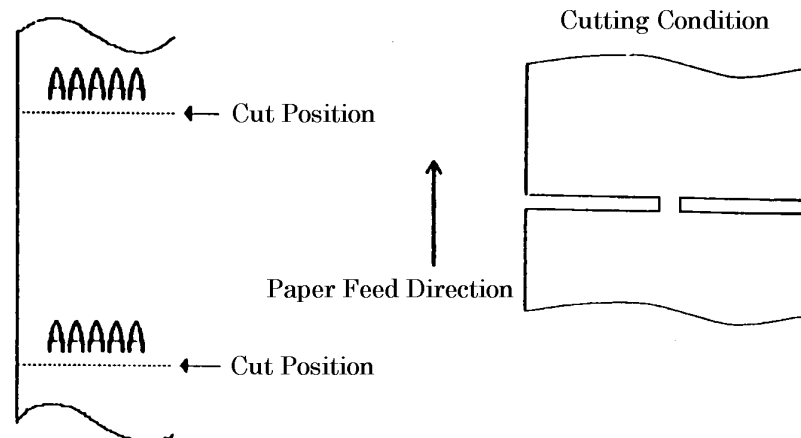 Cutting Condition
AAAAA
Cut Position
Paper Feed Direction
AAAAA
Cut Position